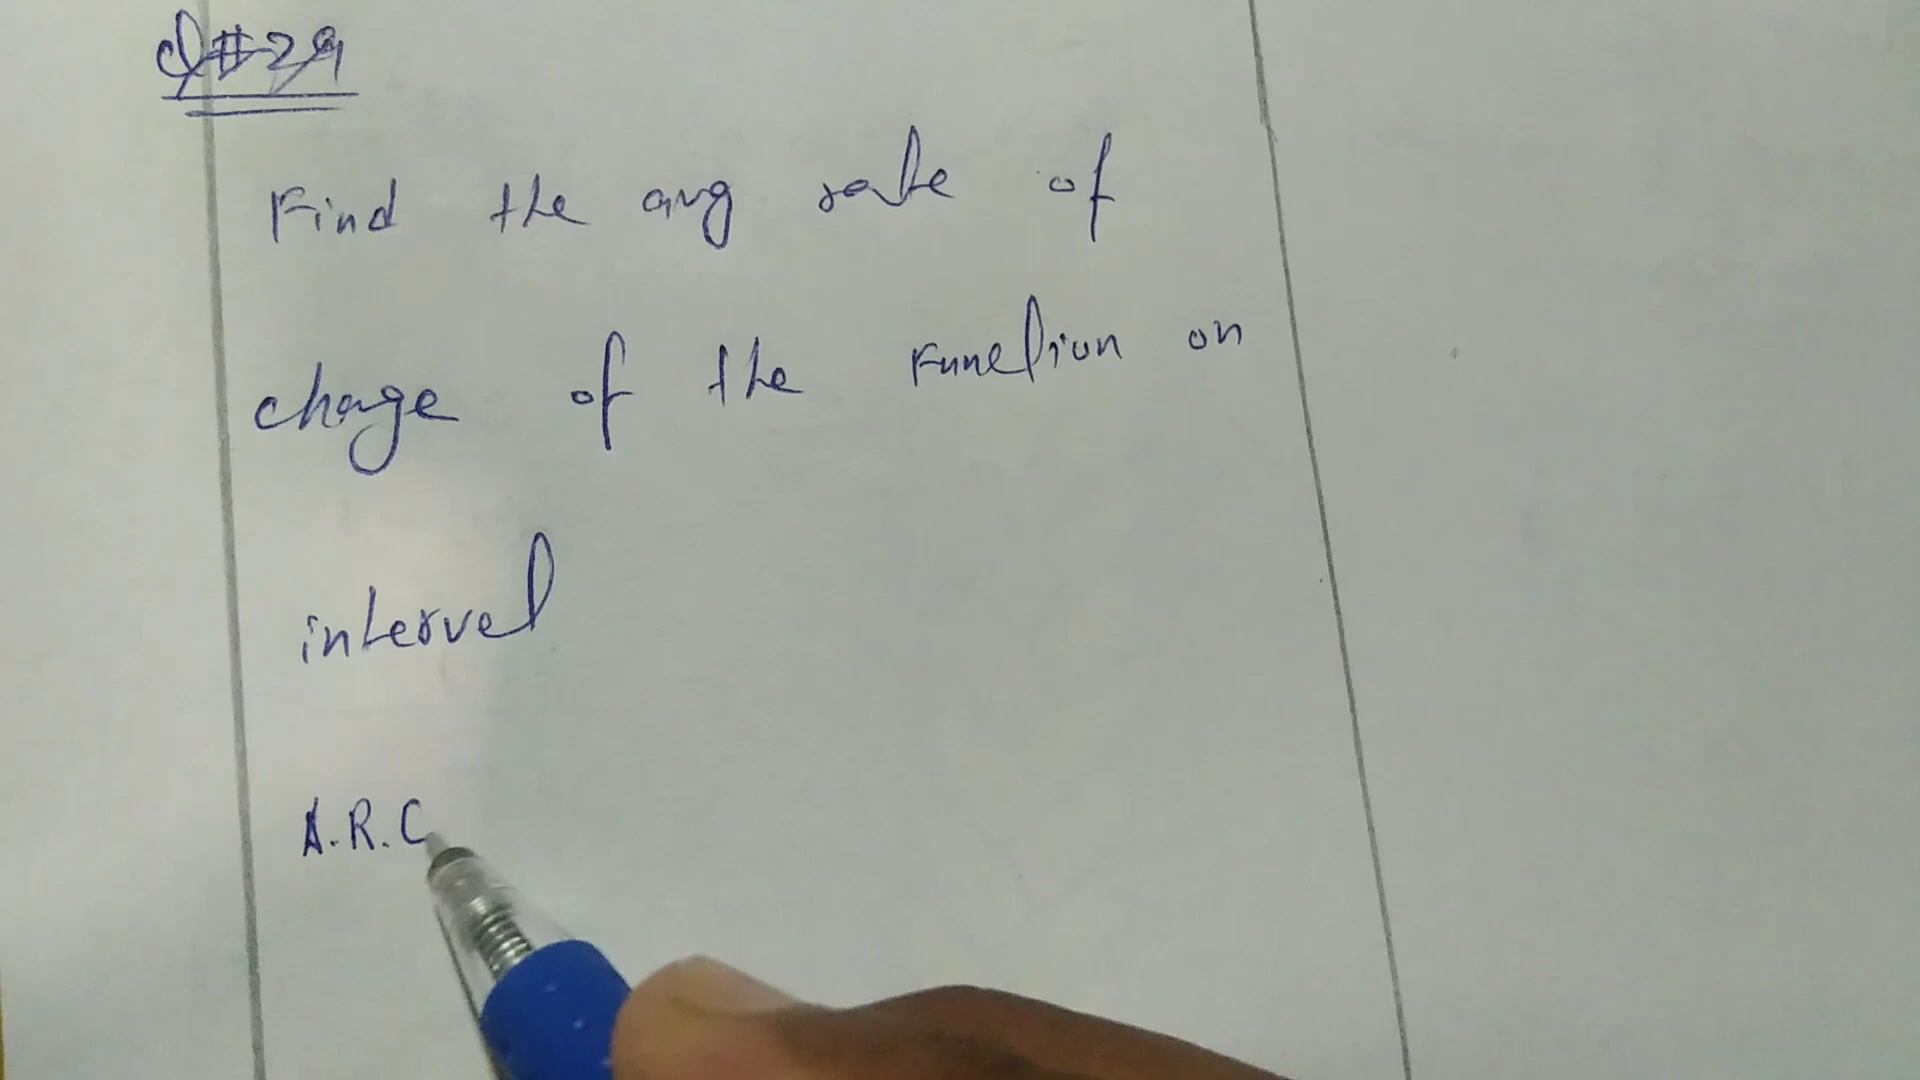 Q#29
Find the avg rate of
change of the Function on
interval
A.R.C